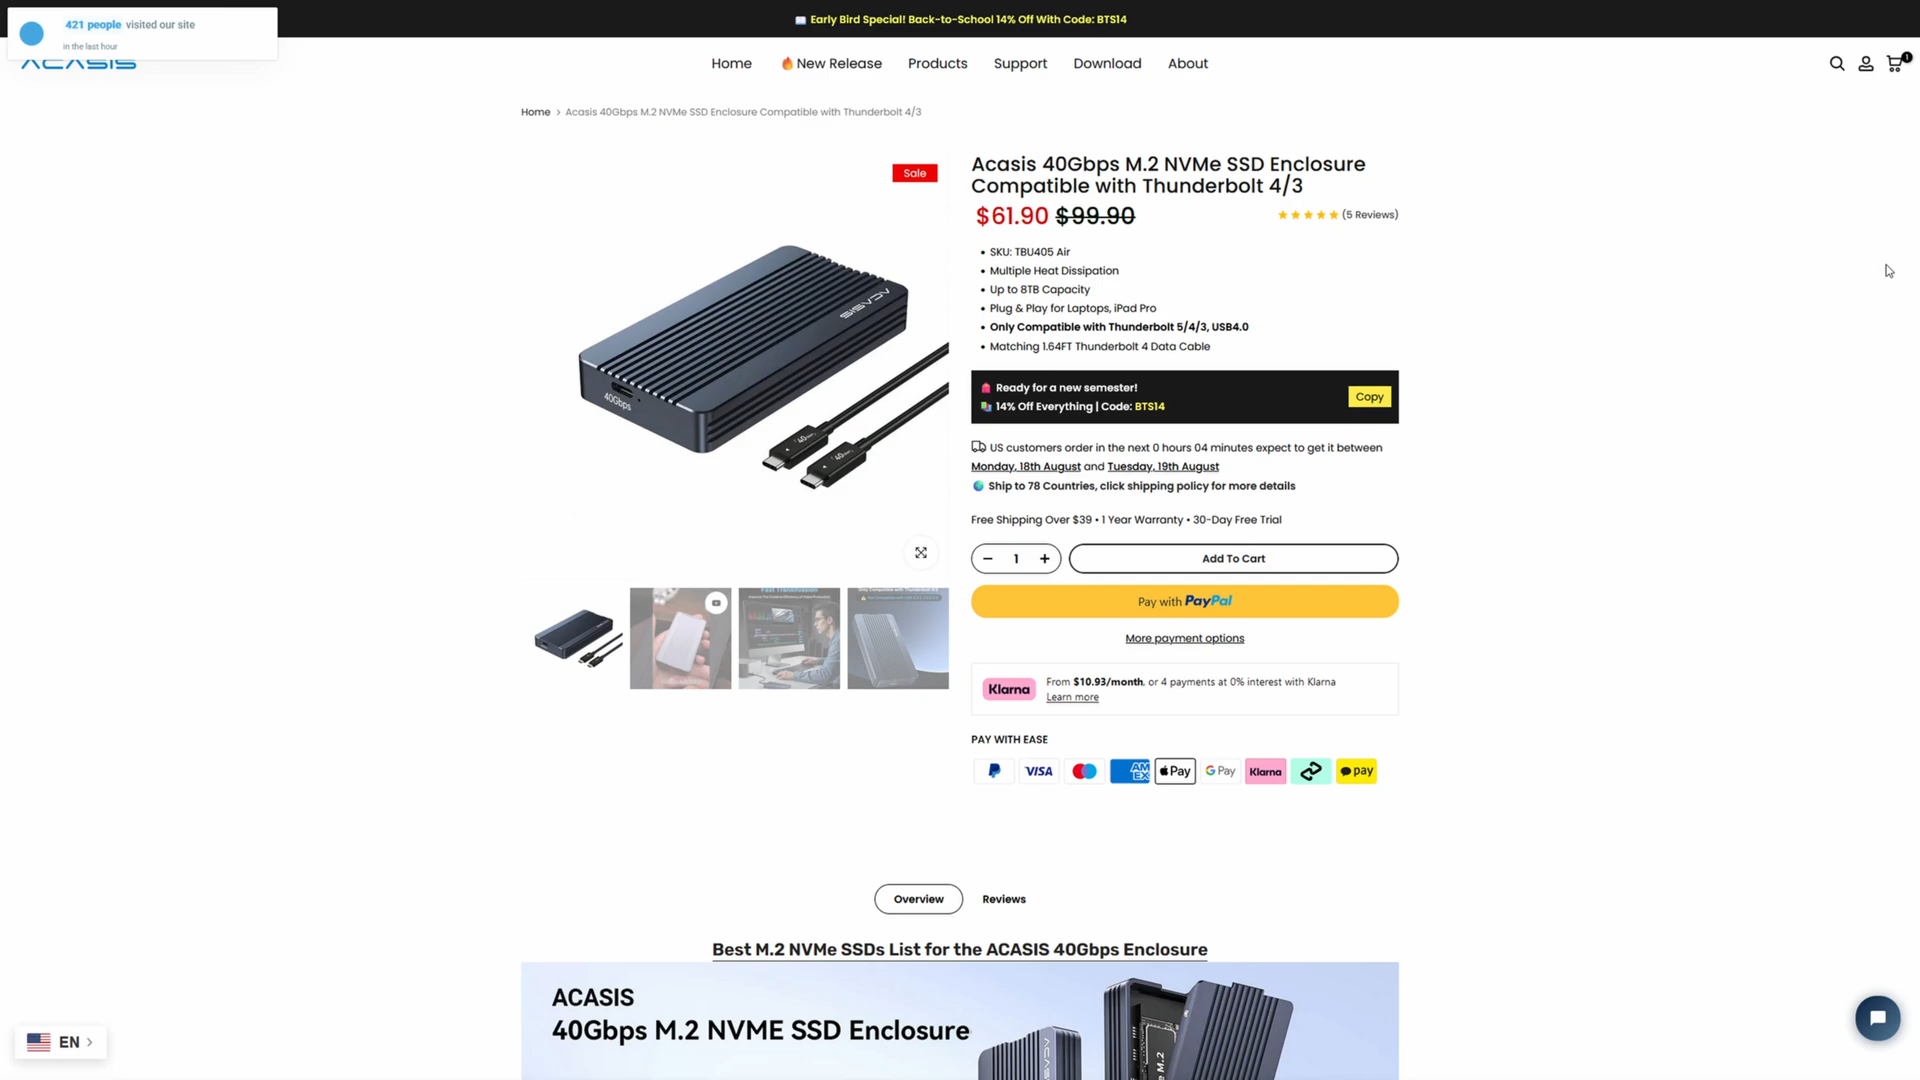 421 people visited our site
in the last hour
Early Bird Special! Back-to-School 14% Off With Code: BTS14
ACASIS
Home
New Release
Products
Support
Download
About
1
Home > Acasis 40Gbps M.2 NVMe SSD Enclosure Compatible with Thunderbolt 4/3
Sale
ACASIS
40Gbps
Acasis 40Gbps M.2 NVMe SSD Enclosure
Compatible with Thunderbolt 4/3
$61.90 $99.90
(5 Reviews)
• SKU: TBU405 Air
• Multiple Heat Dissipation
• Up to 8TB Capacity
• Plug & Play for Laptops, iPad Pro
• Only Compatible with Thunderbolt 5/4/3, USB4.0
• Matching 1.64FT Thunderbolt 4 Data Cable
Ready for a new semester!
14% Off Everything | Code: BTS14
Copy
US customers order in the next 0 hours 04 minutes expect to get it between
Monday, 18th August and Tuesday, 19th August
Ship to 78 Countries, click shipping policy for more details
Free Shipping Over $39 • 1 Year Warranty • 30-Day Free Trial
− 1 +
Add To Cart
Pay with PayPal
More payment options
Klarna
From $10.93/month, or 4 payments at 0% interest with Klarna
Learn more
PAY WITH EASE
VISA
AM
EX
Pay
G Pay
Klarna
pay
Overview
Reviews
Best M.2 NVMe SSDs List for the ACASIS 40Gbps Enclosure
ACASIS
40Gbps M.2 NVME SSD Enclosure
ACASIS
EN